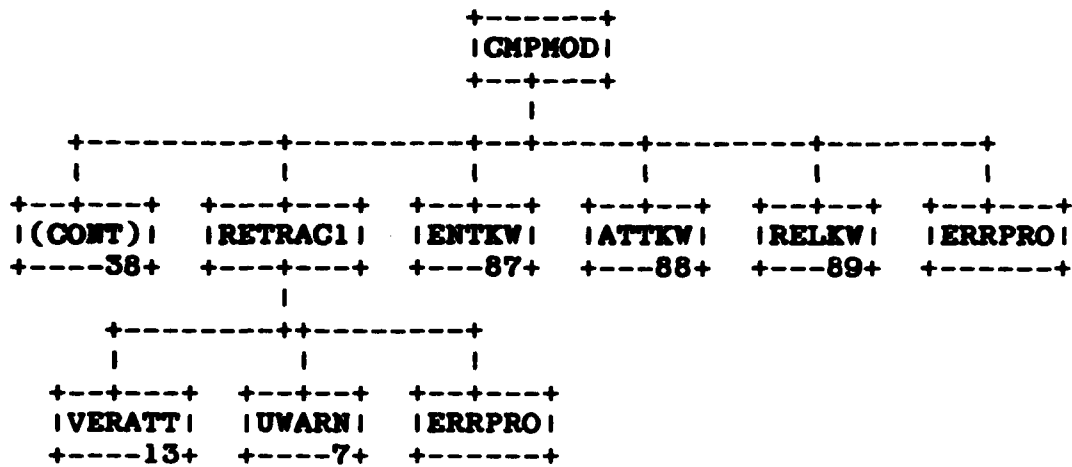 CMPMOD
(CONT) RETRAC1 ENTKW ATTKW RELKW ERRPRO
38 87 88 89
VERATT UWARN ERRPRO
13 7